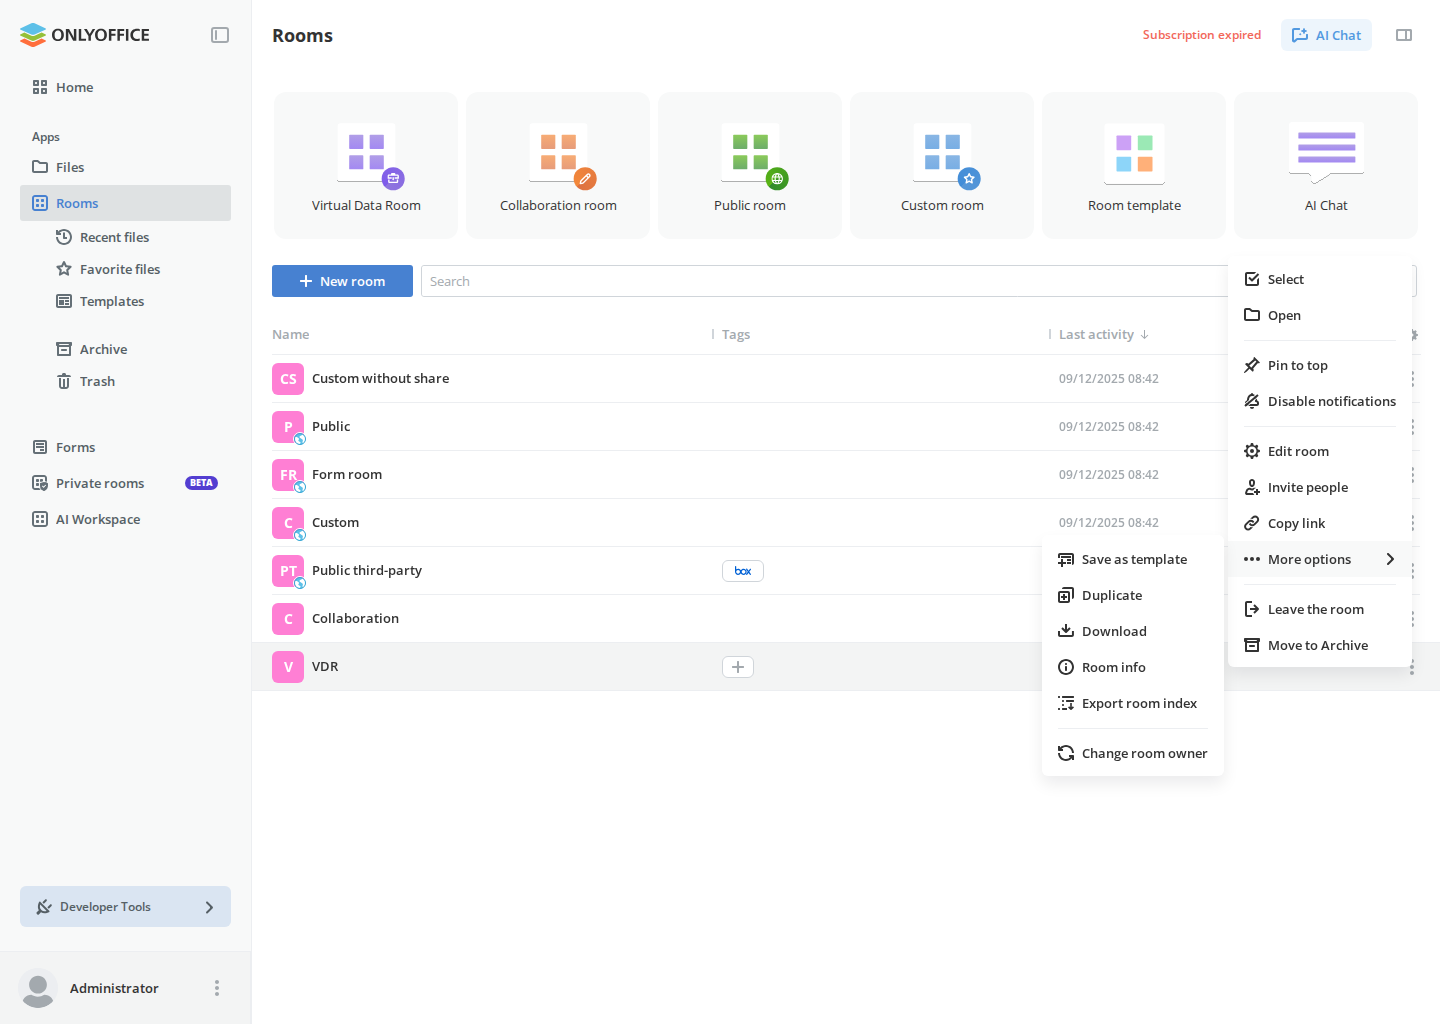 ONLYOFFICE
Home
Apps
Files
Rooms
Recent files
Favorite files
Templates
Archive
Trash
Forms
Private rooms BETA
AI Workspace
Developer Tools
Administrator
Rooms
Subscription expired
AI Chat
Virtual Data Room
Collaboration room
Public room
Custom room
Room template
AI Chat
New room
Search
Name Tags Last activity
CS Custom without share 09/12/2025 08:42
P Public 09/12/2025 08:42
FR Form room 09/12/2025 08:42
C Custom 09/12/2025 08:42
PT Public third-party box
C Collaboration
V VDR
Select
Open
Pin to top
Disable notifications
Edit room
Invite people
Copy link
More options
Leave the room
Move to Archive
Save as template
Duplicate
Download
Room info
Export room index
Change room owner